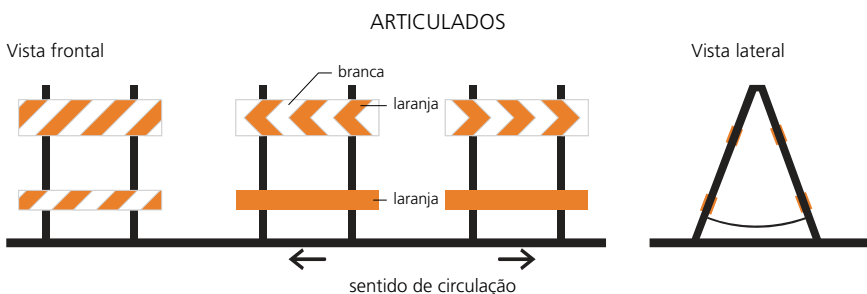 ARTICULADOS
Vista frontal
Vista lateral
branca
laranja
laranja
sentido de circulação